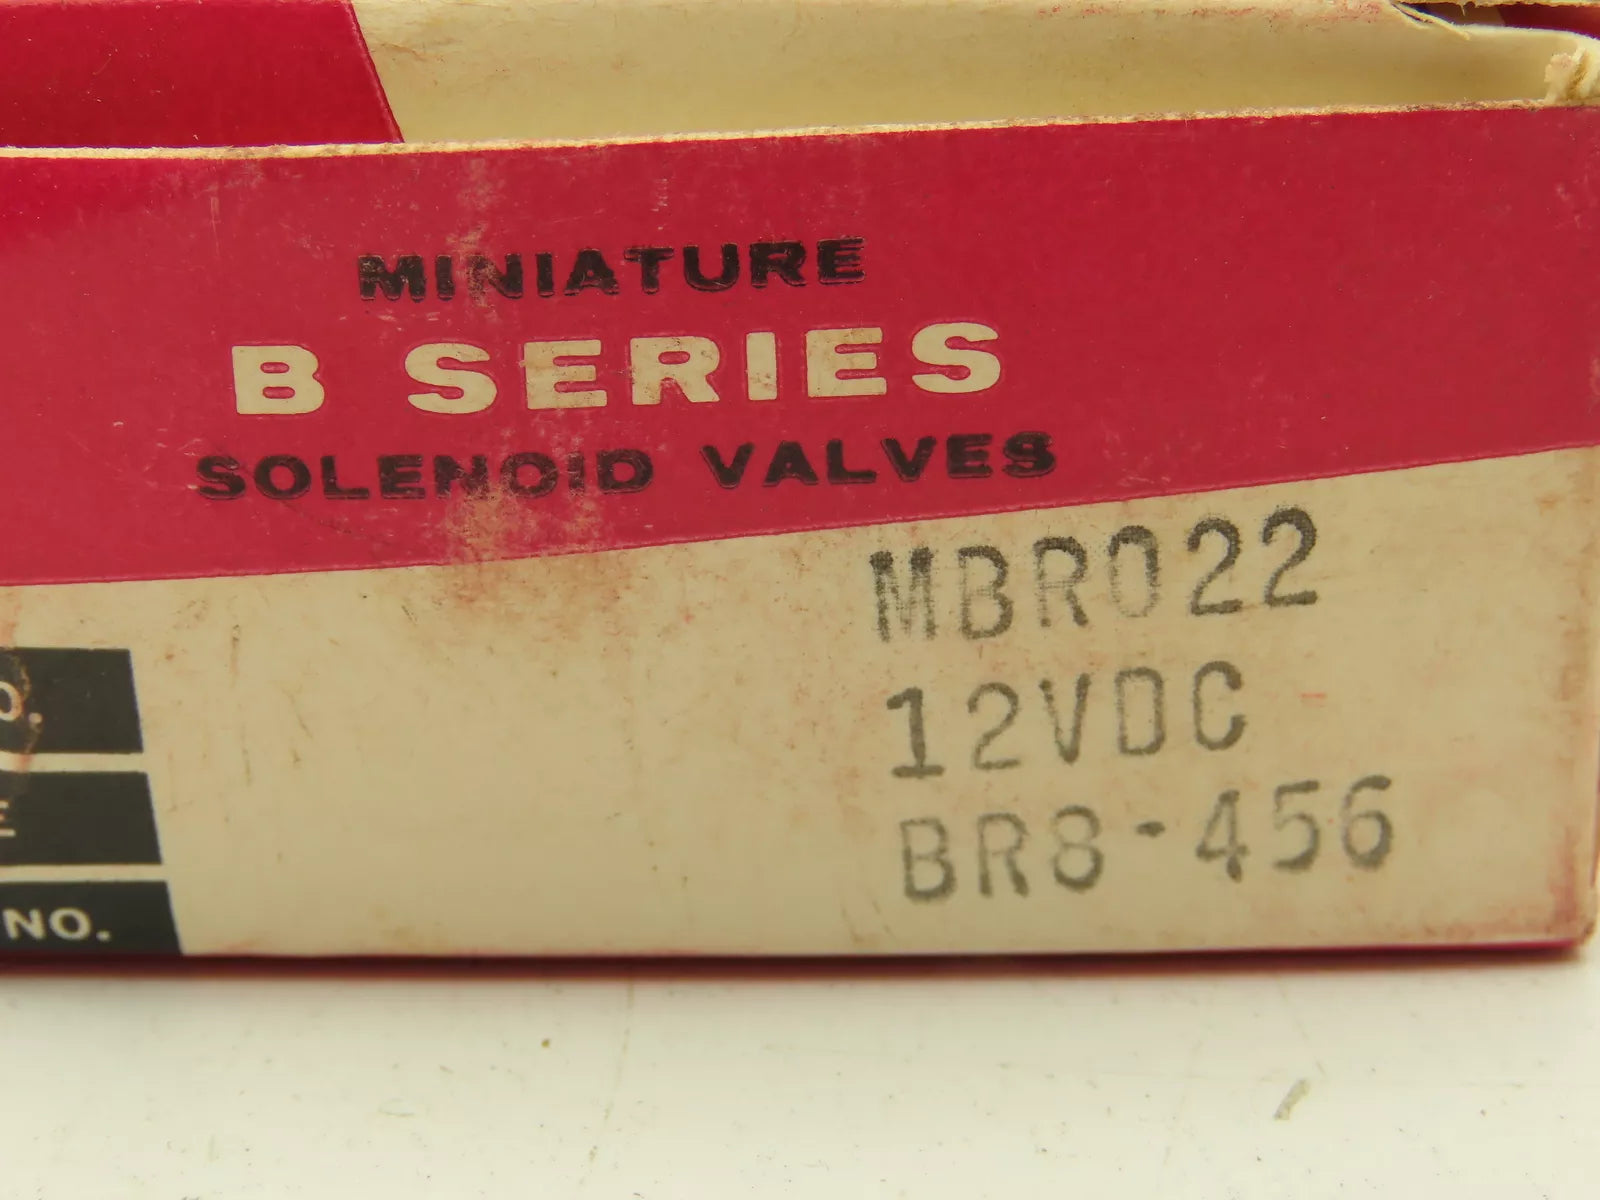 MINIATURE
B SERIES
SOLENOID VALVES
MBR022
12VDC
BR8-456
O.
E
NO.